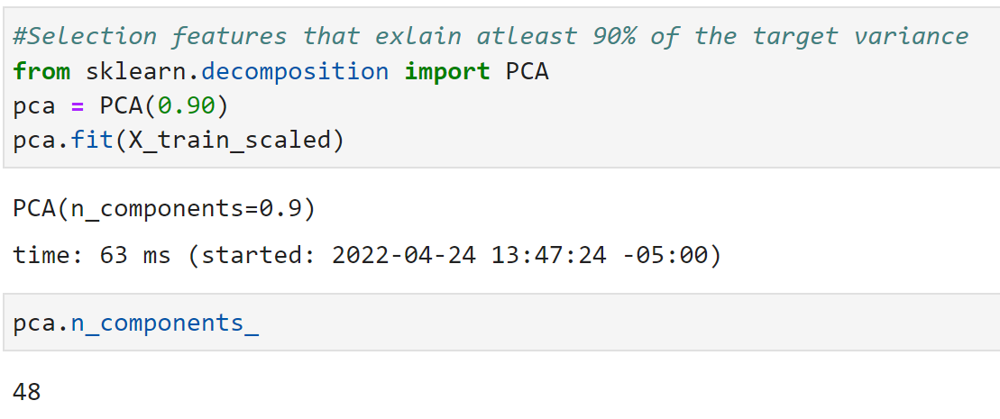 #Selection features that exlain atleast 90% of the target variance
from sklearn.decomposition import PCA
pca = PCA(0.90)
pca.fit(X_train_scaled)
PCA(n_components=0.9)
time: 63 ms (started: 2022-04-24 13:47:24 -05:00)
pca.n_components_
48